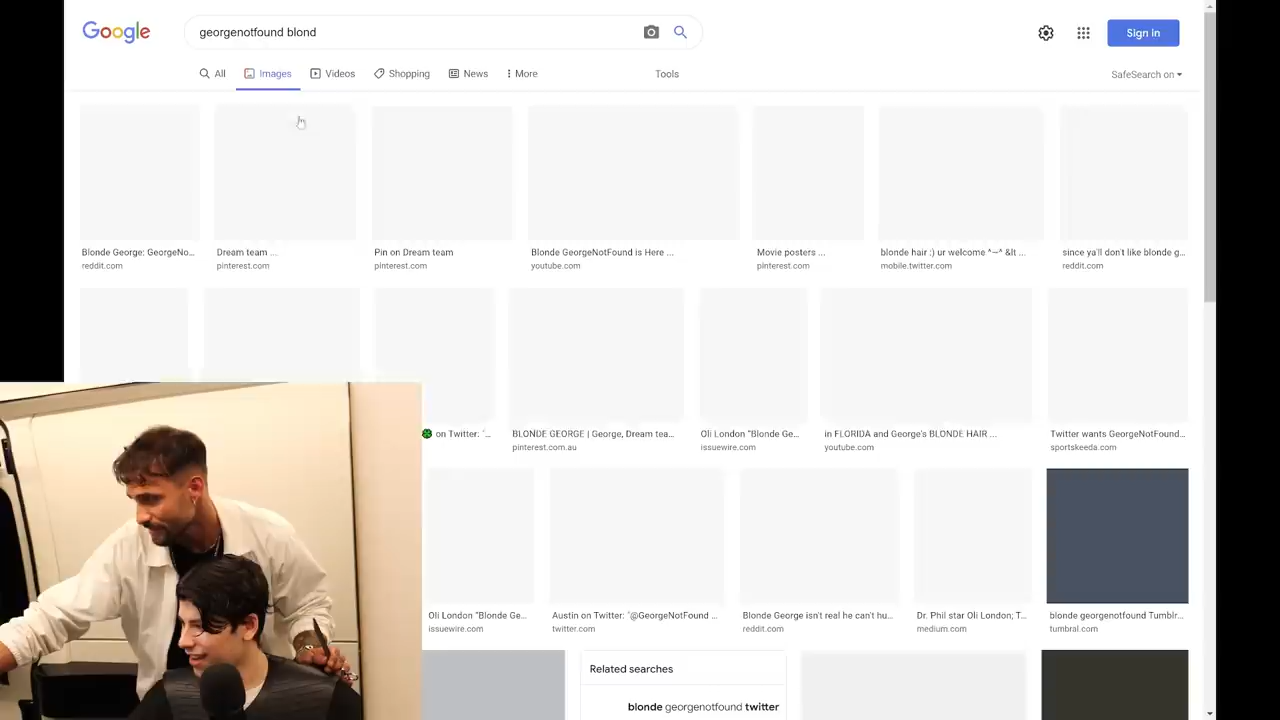 Google
georgenotfound blond
Sign in
All
Images
Videos
Shopping
News
More
Tools
SafeSearch on
Blonde George: GeorgeNo...
reddit.com
Dream team ...
pinterest.com
Pin on Dream team
pinterest.com
Blonde GeorgeNotFound is Here ...
youtube.com
Movie posters ...
pinterest.com
blonde hair :) ur welcome ^—^ &lt ...
mobile.twitter.com
since ya'll don't like blonde g...
reddit.com
on Twitter: "...
BLONDE GEORGE | George, Dream tea...
pinterest.com.au
Oli London "Blonde Ge...
issuewire.com
in FLORIDA and George's BLONDE HAIR ...
youtube.com
Twitter wants GeorgeNotFound...
sportskeeda.com
Oli London "Blonde Ge...
issuewire.com
Austin on Twitter: "@GeorgeNotFound ...
twitter.com
Blonde George isn't real he can't hu...
reddit.com
Dr. Phil star Oli London; T...
medium.com
blonde georgenotfound Tumblr...
tumbral.com
Related searches
blonde georgenotfound twitter